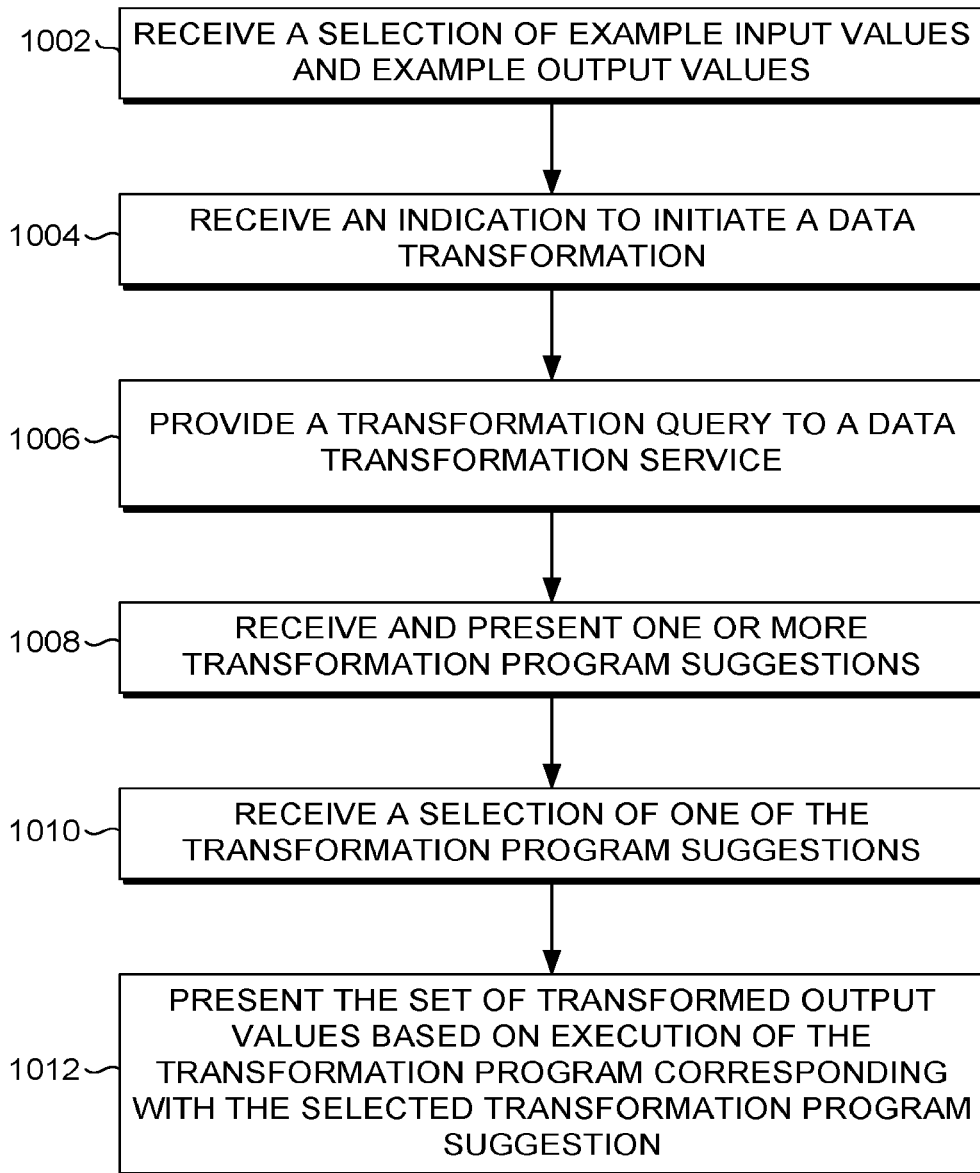 1002
RECEIVE A SELECTION OF EXAMPLE INPUT VALUES
AND EXAMPLE OUTPUT VALUES
1004
RECEIVE AN INDICATION TO INITIATE A DATA
TRANSFORMATION
1006
PROVIDE A TRANSFORMATION QUERY TO A DATA
TRANSFORMATION SERVICE
1008
RECEIVE AND PRESENT ONE OR MORE
TRANSFORMATION PROGRAM SUGGESTIONS
1010
RECEIVE A SELECTION OF ONE OF THE
TRANSFORMATION PROGRAM SUGGESTIONS
1012
PRESENT THE SET OF TRANSFORMED OUTPUT
VALUES BASED ON EXECUTION OF THE
TRANSFORMATION PROGRAM CORRESPONDING
WITH THE SELECTED TRANSFORMATION PROGRAM
SUGGESTION